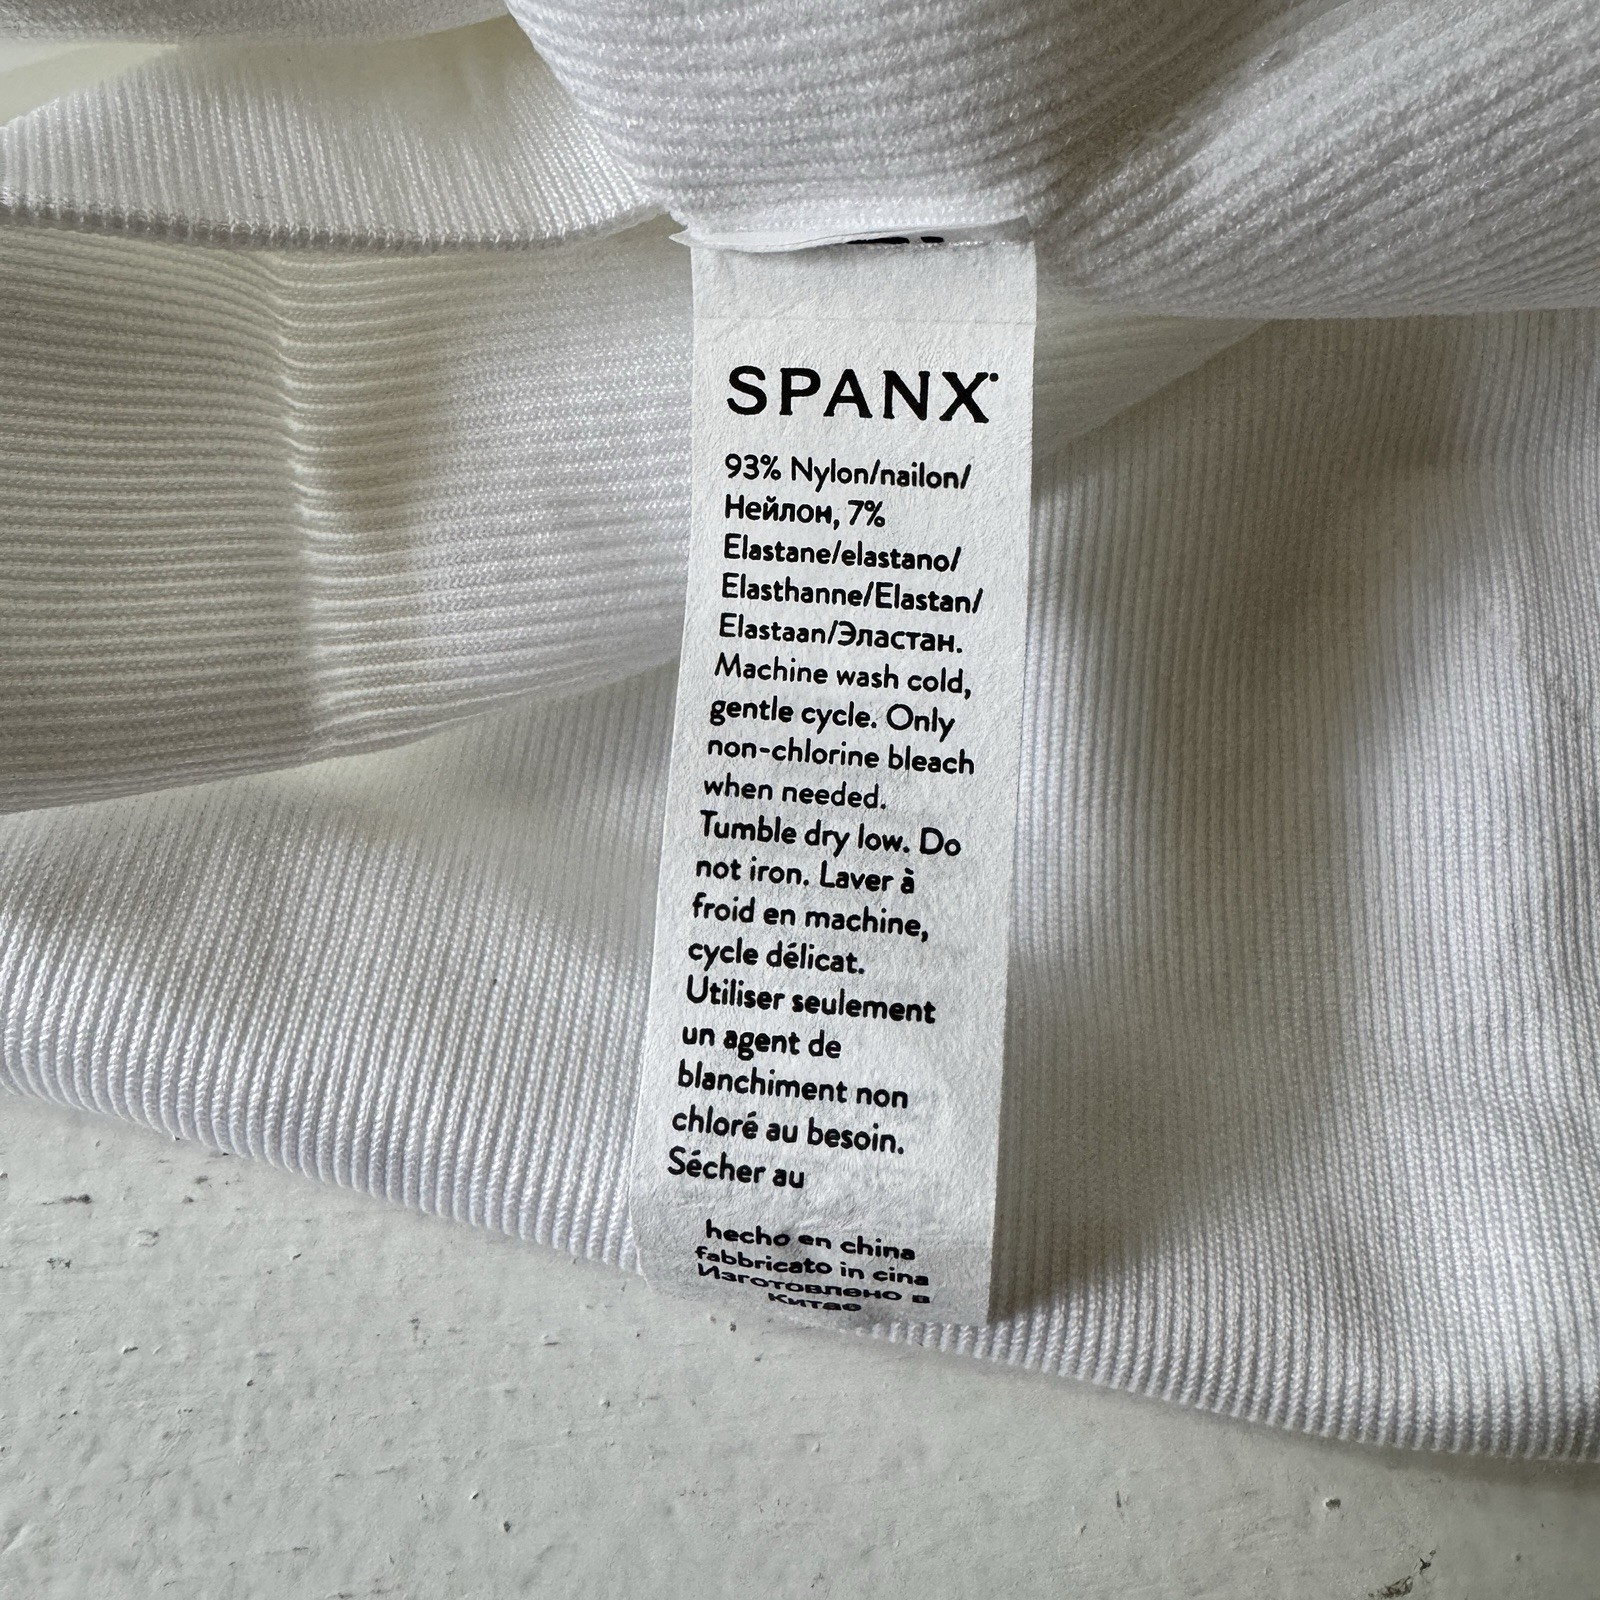 SPANX
93% Nylon/nailon/
Нейлон, 7%
Elastane/elastano/
Elasthanne/Elastan/
Elastaan/Эластан.
Machine wash cold,
gentle cycle. Only
non-chlorine bleach
when needed.
Tumble dry low. Do
not iron. Laver à
froid en machine,
cycle délicat.
Utiliser seulement
un agent de
blanchiment non
chloré au besoin.
Sécher au
hecho en china
fabbricato in cina
Изготовлено в
Китае